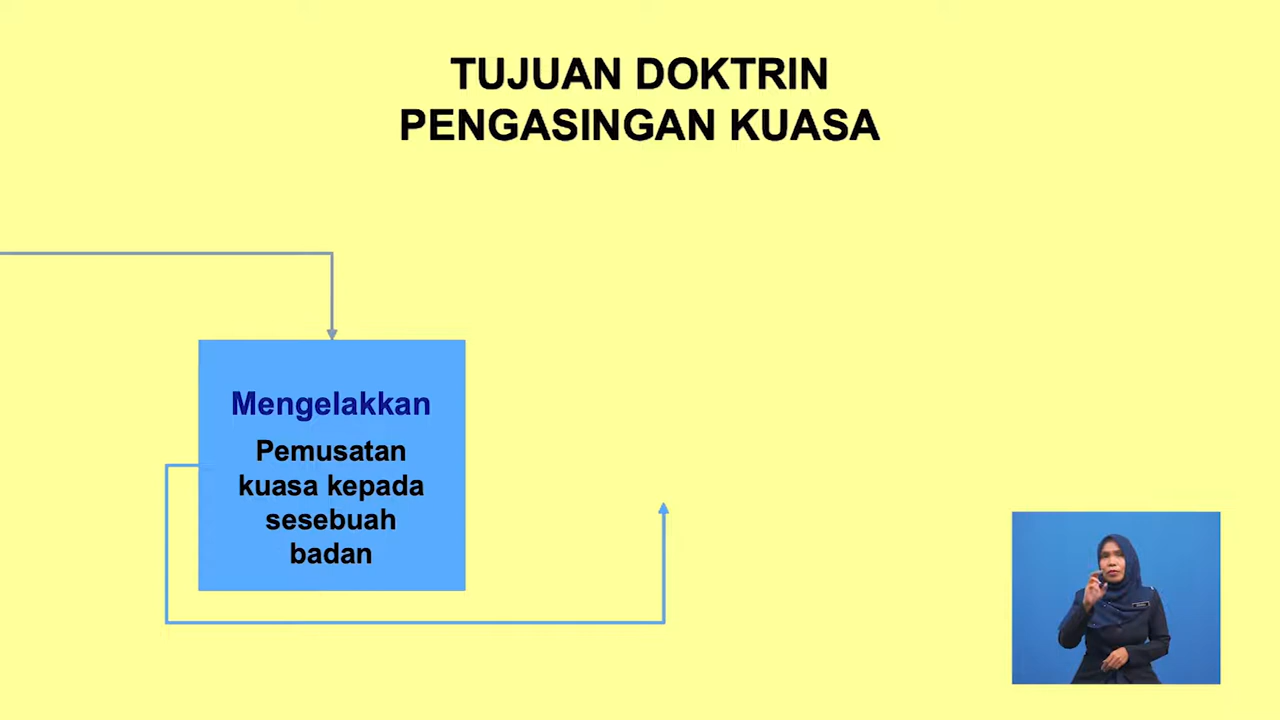 TUJUAN DOKTRIN
PENGASINGAN KUASA
Mengelakkan
Pemusatan
kuasa kepada
sesebuah
badan